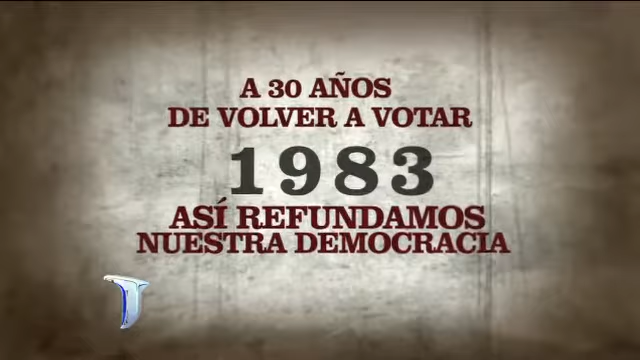 A 30 AÑOS
DE VOLVER A VOTAR
1983
ASÍ REFUNDAMOS
NUESTRA DEMOCRACIA